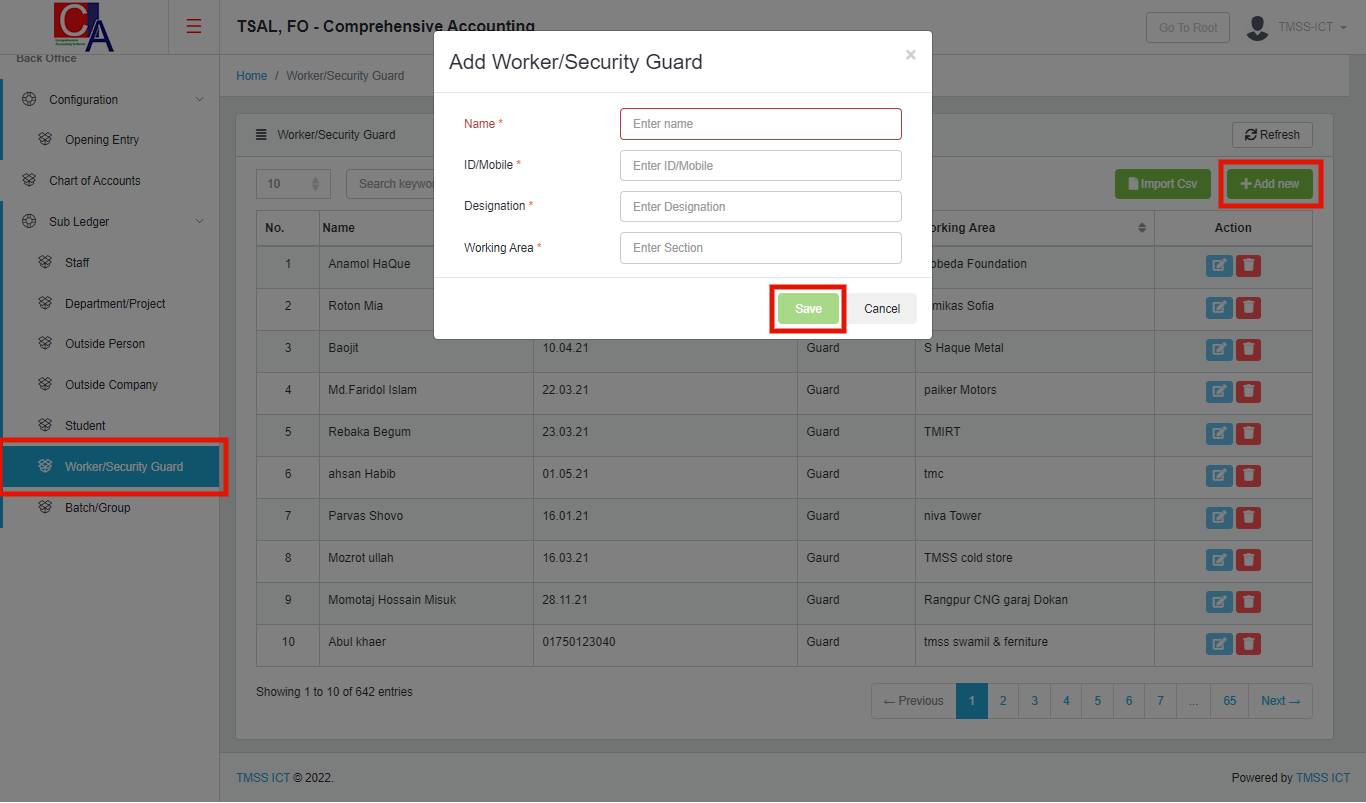 TSAL, FO - Comprehensive Accounting
Go To Root
TMSS-ICT
Back Office
Configuration
Opening Entry
Chart of Accounts
Sub Ledger
Staff
Department/Project
Outside Person
Outside Company
Student
Worker/Security Guard
Batch/Group
Home / Worker/Security Guard
Worker/Security Guard
Refresh
10
Search keywor
Import Csv
Add new
Add Worker/Security Guard
×
Name *
Enter name
ID/Mobile *
Enter ID/Mobile
Designation *
Enter Designation
Working Area *
Enter Section
Save
Cancel
No. Name orking Area Action
1 Anamol HaQue obeda Foundation
2 Roton Mia mikas Sofia
3 Baojit 10.04.21 Guard S Haque Metal
4 Md.Faridol Islam 22.03.21 Guard paiker Motors
5 Rebaka Begum 23.03.21 Guard TMIRT
6 ahsan Habib 01.05.21 Guard tmc
7 Parvas Shovo 16.01.21 Guard niva Tower
8 Mozrot ullah 16.03.21 Gaurd TMSS cold store
9 Momotaj Hossain Misuk 28.11.21 Guard Rangpur CNG garaj Dokan
10 Abul khaer 01750123040 Guard tmss swamil & ferniture
Showing 1 to 10 of 642 entries
← Previous 1 2 3 4 5 6 7 ... 65 Next →
TMSS ICT © 2022.
Powered by TMSS ICT